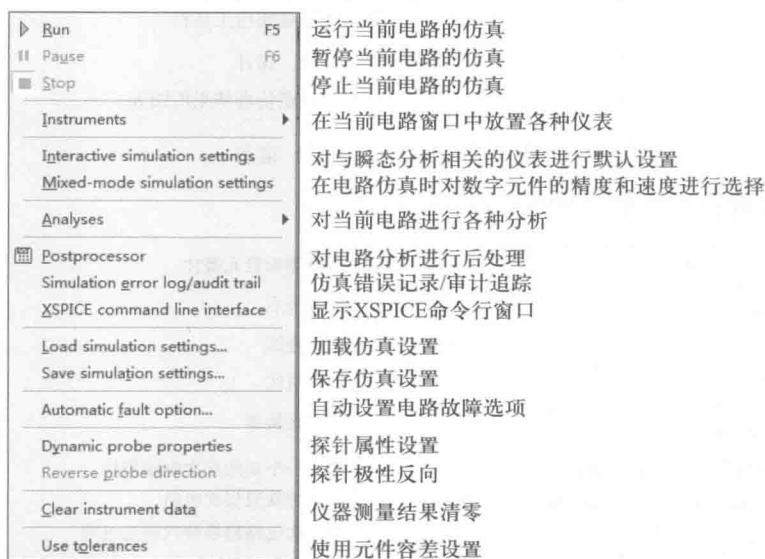 Run F5 运行当前电路的仿真
Pause F6 暂停当前电路的仿真
Stop 停止当前电路的仿真
Instruments 在当前电路窗口中放置各种仪表
Interactive simulation settings 对与瞬态分析相关的仪表进行默认设置
Mixed-mode simulation settings 在电路仿真时对数字元件的精度和速度进行选择
Analyses 对当前电路进行各种分析
Postprocessor 对电路分析进行后处理
Simulation error log/audit trail 仿真错误记录/审计追踪
XSPICE command line interface 显示XSPICE命令行窗口
Load simulation settings... 加载仿真设置
Save simulation settings... 保存仿真设置
Automatic fault option... 自动设置电路故障选项
Dynamic probe properties 探针属性设置
Reverse probe direction 探针极性反向
Clear instrument data 仪器测量结果清零
Use tolerances 使用元件容差设置